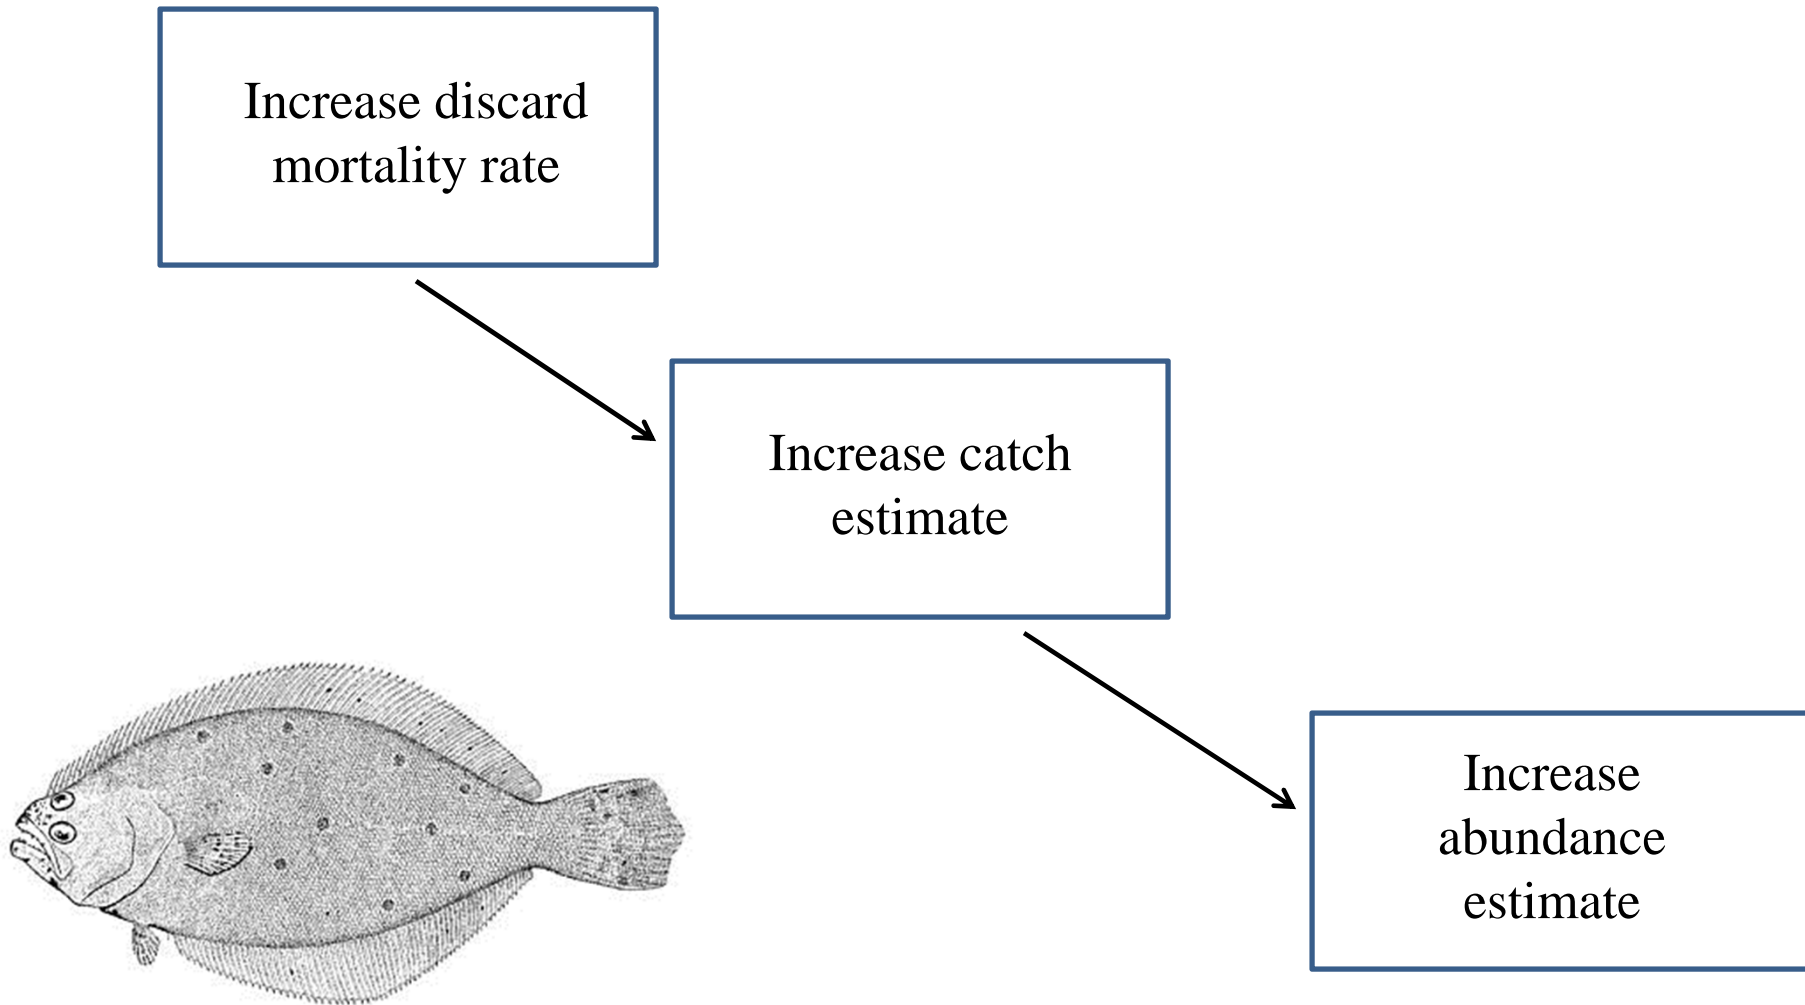 Increase discard
mortality rate
Increase catch
estimate
Increase
abundance
estimate